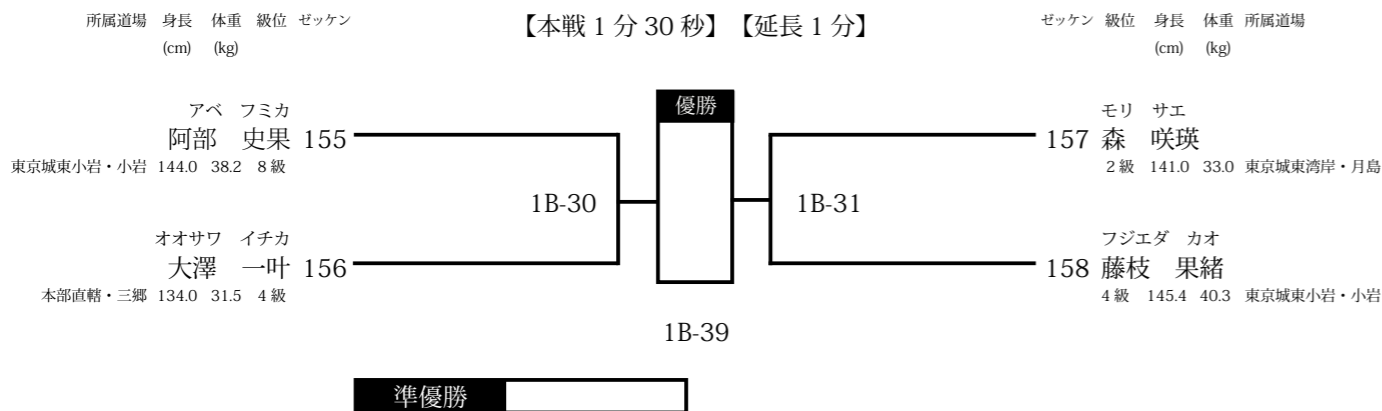 所属道場 身長 体重 級位 ゼッケン 【本戦 1 分 30 秒】【延長 1 分】 ゼッケン 級位 身長 体重 所属道場
(cm) (kg) (cm) (kg)
優勝
アベ フミカ
阿部 史果 155
東京城東小岩・小岩 144.0 38.2 8 級
モリ サエ
157 森 咲瑛
2 級 141.0 33.0 東京城東湾岸・月島
1B-30
1B-31
オオサワ イチカ
大澤 一叶 156
本部直轄・三郷 134.0 31.5 4 級
フジエダ カオ
158 藤枝 果緒
4 級 145.4 40.3 東京城東小岩・小岩
1B-39
準優勝